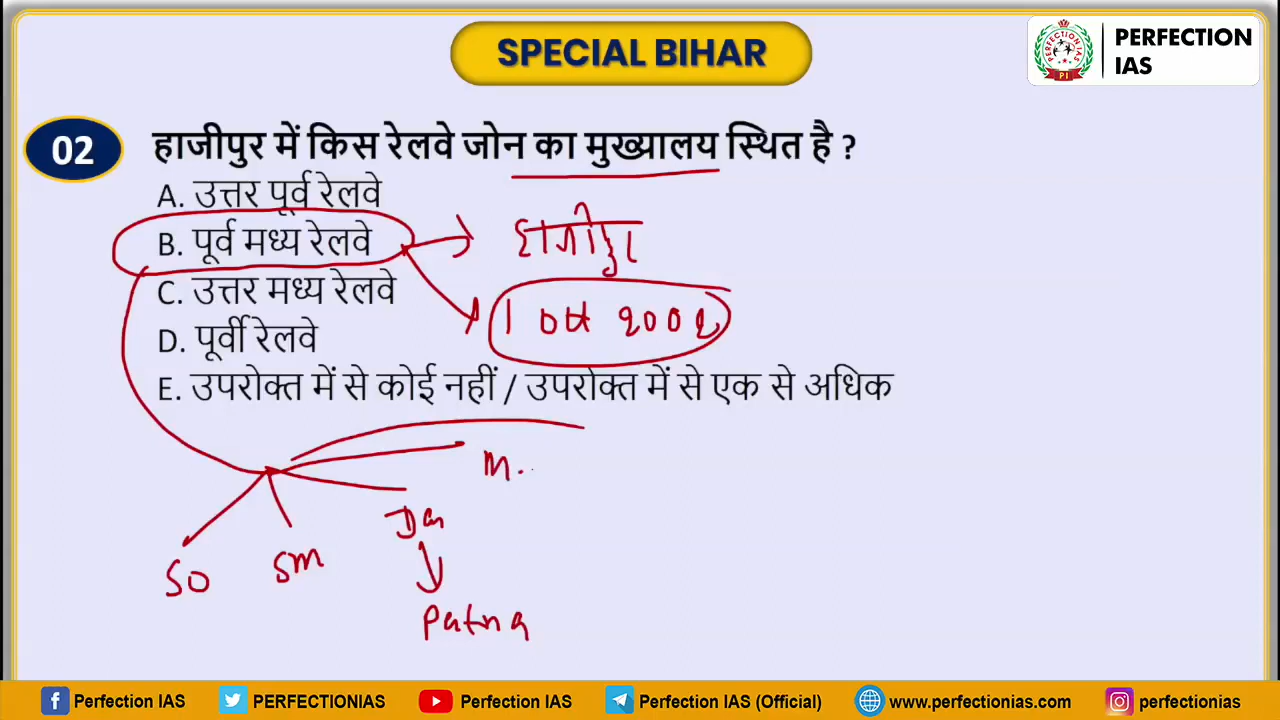 SPECIAL BIHAR
PERFECTION
IAS
02
हाजीपुर में किस रेलवे जोन का मुख्यालय स्थित है ?
A. उत्तर पूर्व रेलवे
B. पूर्व मध्य रेलवे
हाजीपुर
C. उत्तर मध्य रेलवे
1 Oct 2002
D. पूर्वी रेलवे
E. उपरोक्त में से कोई नहीं / उपरोक्त में से एक से अधिक
M.
SO
SM
Da
Patna
Perfection IAS
PERFECTIONIAS
Perfection IAS
Perfection IAS (Official)
www.perfectionias.com
perfectionias